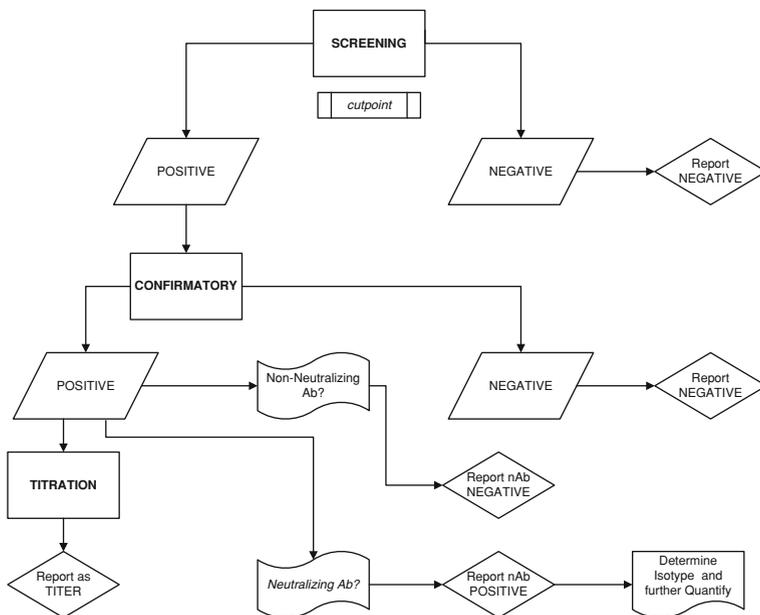 SCREENING
cutpoint
POSITIVE
NEGATIVE
Report
NEGATIVE
CONFIRMATORY
POSITIVE
Non-Neutralizing
Ab?
NEGATIVE
Report
NEGATIVE
TITRATION
Report nAb
NEGATIVE
Report as
TITER
Neutralizing Ab?
Report nAb
POSITIVE
Determine
Isotype and
further Quantify